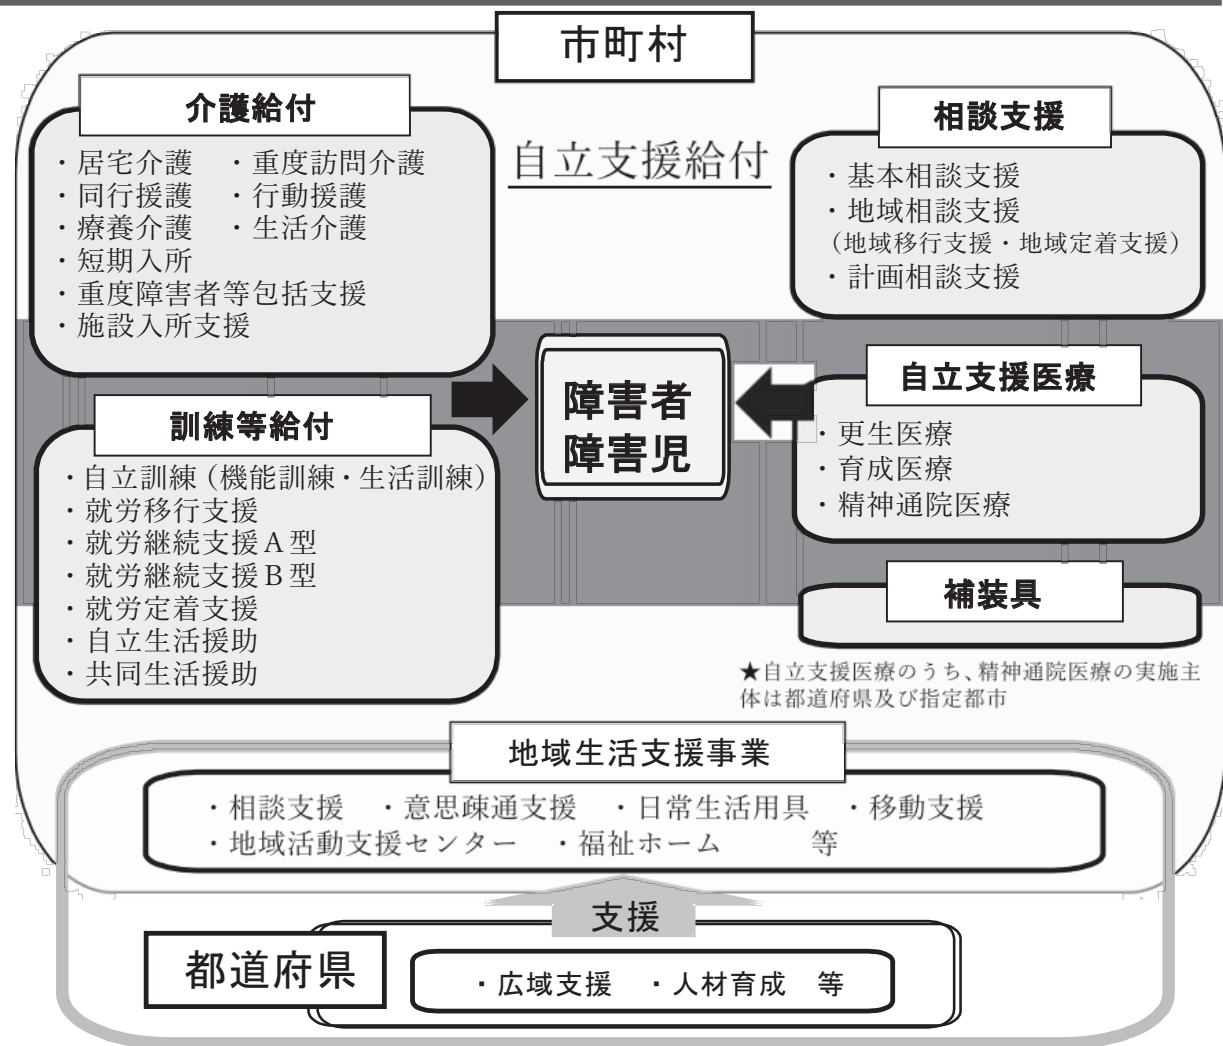 市町村
介護給付
・居宅介護　・重度訪問介護
・同行援護　・行動援護
・療養介護　・生活介護
・短期入所
・重度障害者等包括支援
・施設入所支援
自立支援給付
相談支援
・基本相談支援
・地域相談支援
（地域移行支援・地域定着支援）
・計画相談支援
訓練等給付
・自立訓練（機能訓練・生活訓練）
・就労移行支援
・就労継続支援A型
・就労継続支援B型
・就労定着支援
・自立生活援助
・共同生活援助
障害者
障害児
自立支援医療
・更生医療
・育成医療
・精神通院医療
補装具
★自立支援医療のうち、精神通院医療の実施主
体は都道府県及び指定都市
地域生活支援事業
・相談支援　・意思疎通支援　・日常生活用具　・移動支援
・地域活動支援センター　・福祉ホーム　　等
支援
都道府県
・広域支援　・人材育成　等